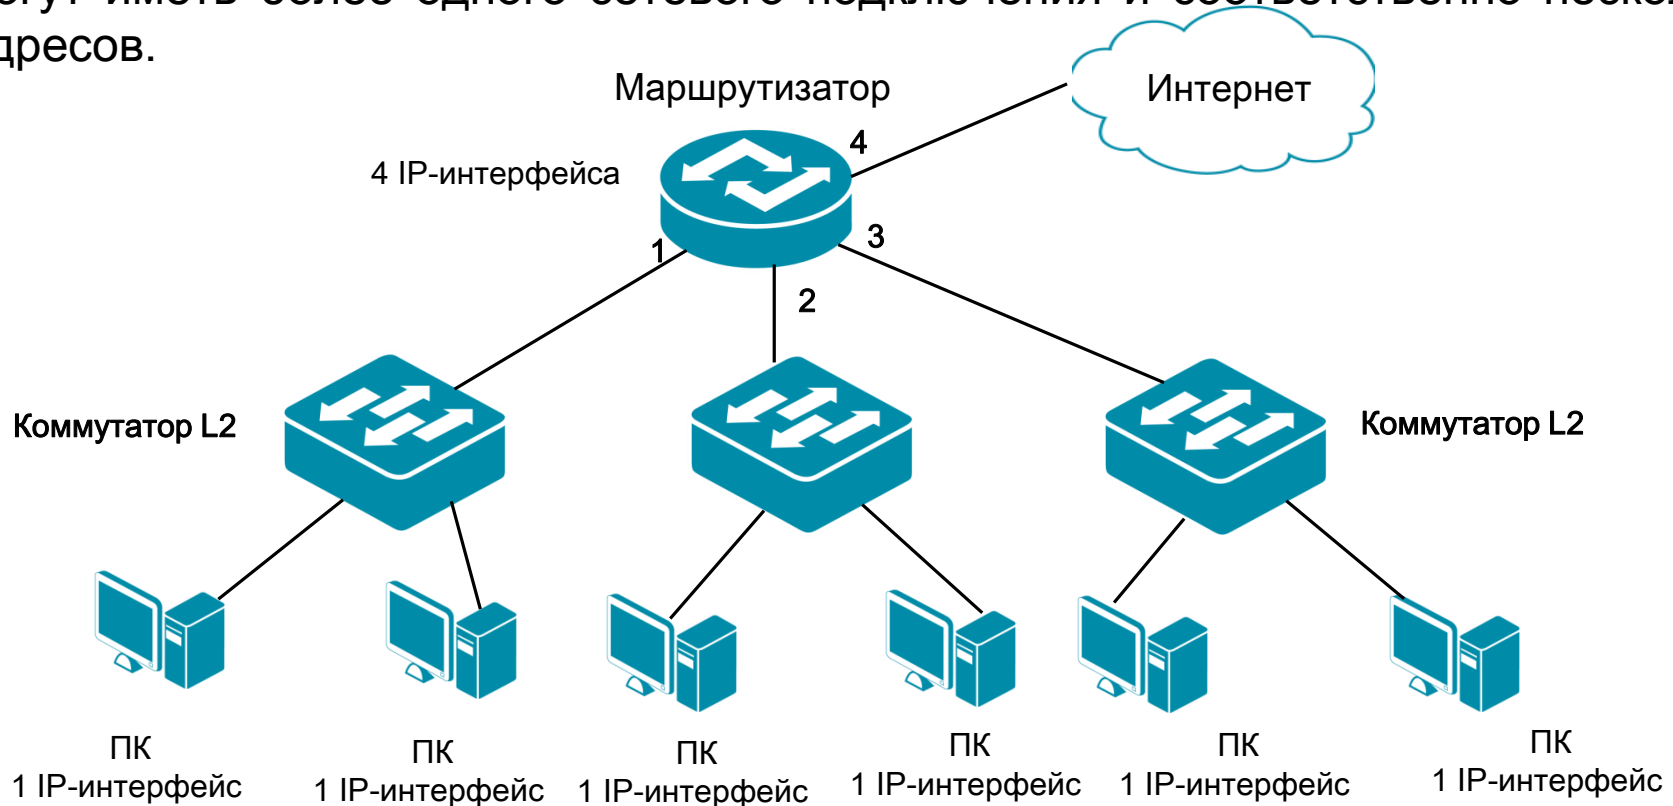 дресов.
Маршрутизатор
Интернет
4
4 IP-интерфейса
1
3
2
Коммутатор L2
Коммутатор L2
ПК
1 IP-интерфейс
ПК
1 IP-интерфейс
ПК
1 IP-интерфейс
ПК
1 IP-интерфейс
ПК
1 IP-интерфейс
ПК
1 IP-интерфейс